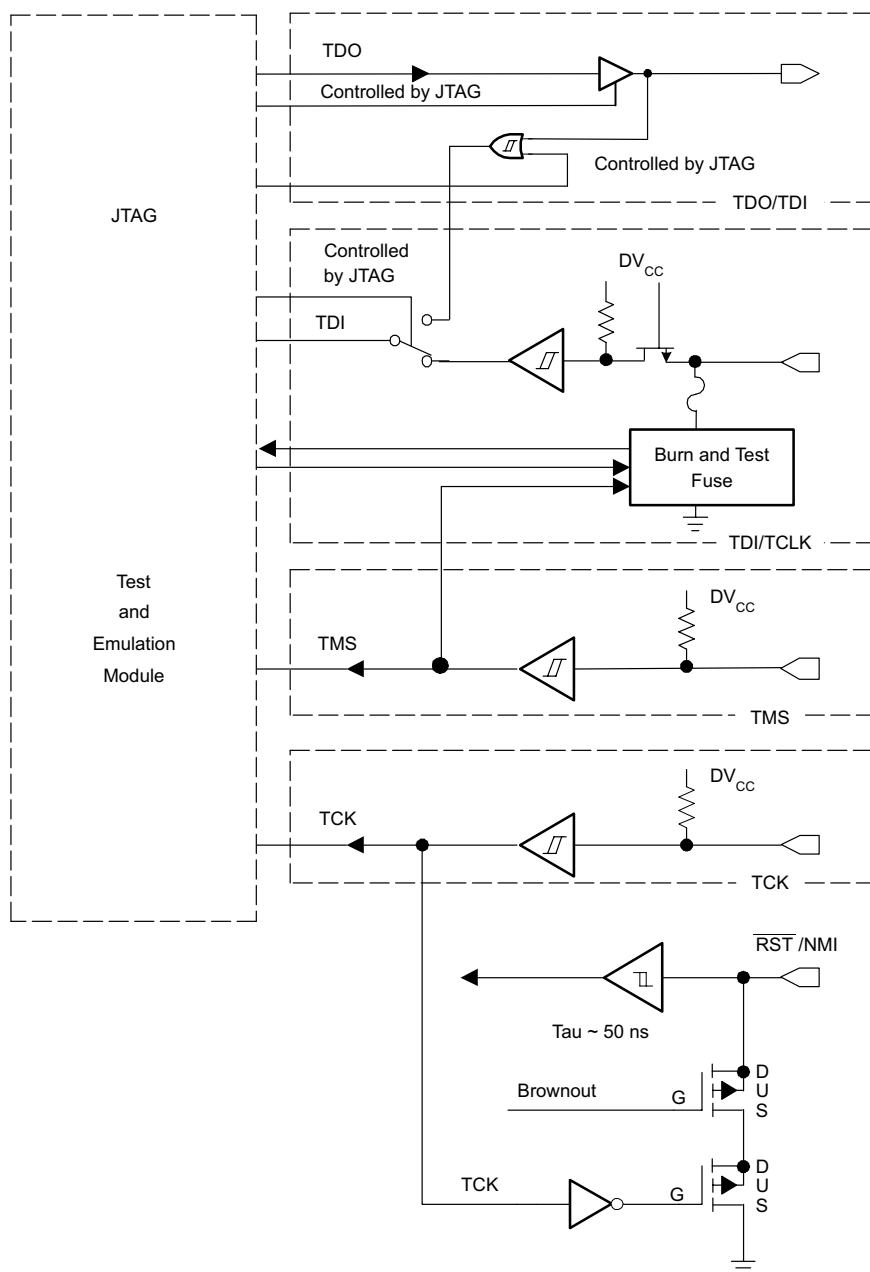 TDO
Controlled by JTAG
Controlled by JTAG
TDO/TDI
JTAG
Controlled
by JTAG
TDI
DVCC
Burn and Test
Fuse
TDI/TCLK
Test
and
Emulation
Module
TMS
DVCC
TMS
TCK
DVCC
TCK
RST/NMI
Tau ~ 50 ns
Brownout
G
D
U
S
TCK
G
D
U
S